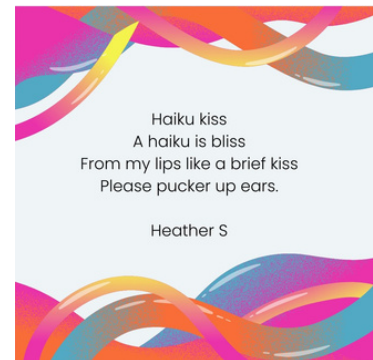 Haiku kiss
A haiku is bliss
From my lips like a brief kiss
Please pucker up ears.
Heather S